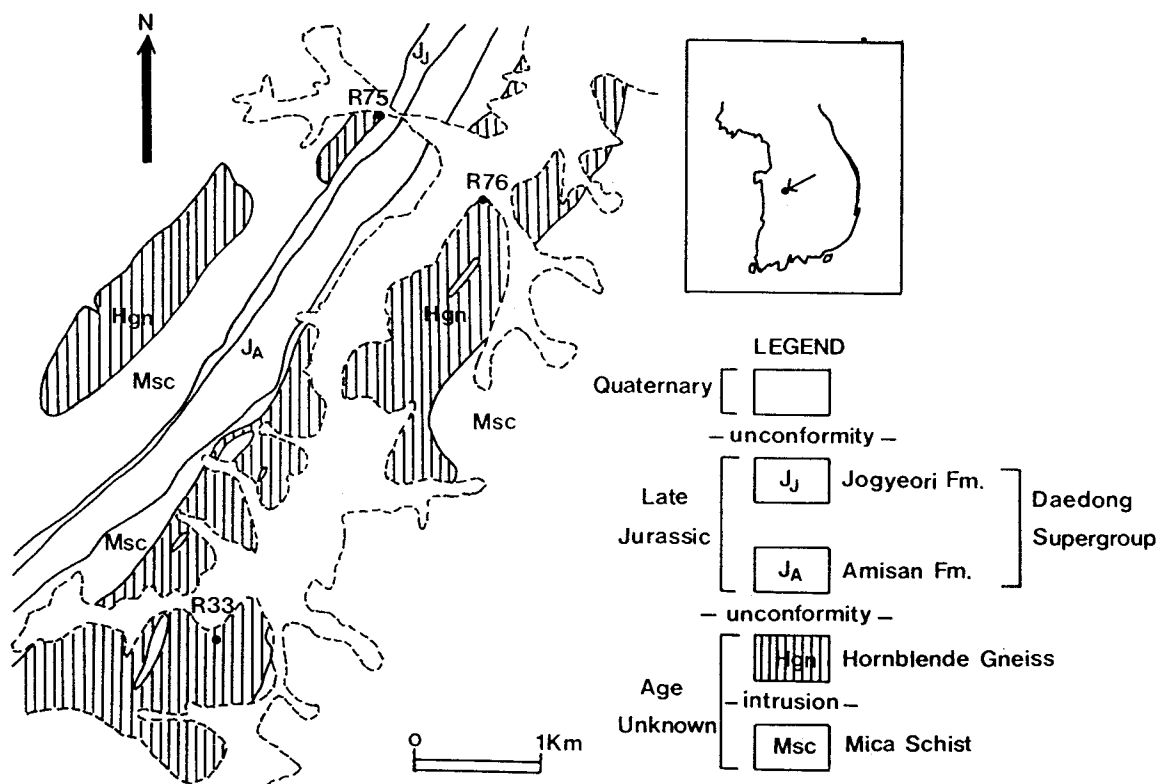 N
JJ
R75
R76
Hgn
Hgn
JA
Msc
Msc
Msc
R33
0 1Km
LEGEND
Quaternary
— unconformity —
Late Jurassic
JJ Jogyeori Fm.
JA Amisan Fm.
Daedong Supergroup
— unconformity —
Age Unknown
Hgn Hornblende Gneiss
— intrusion —
Msc Mica Schist